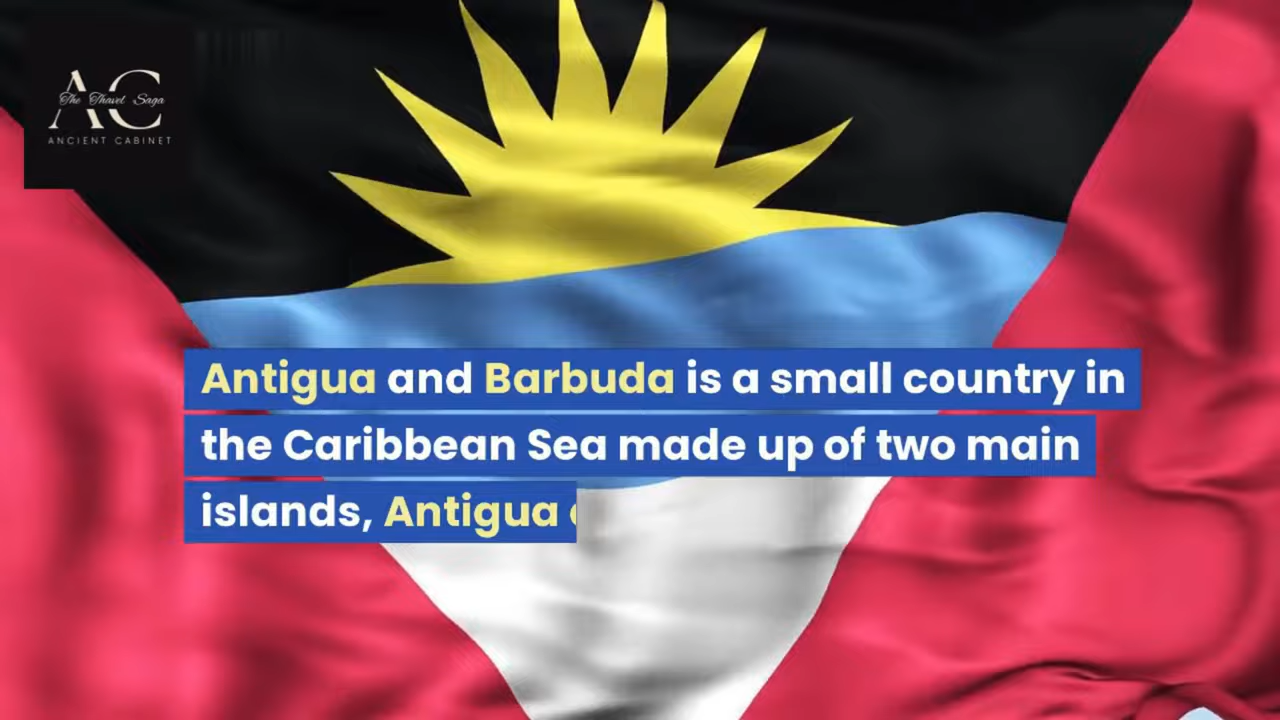 AC
The Travel Saga
ANCIENT CABINET
Antigua and Barbuda is a small country in
the Caribbean Sea made up of two main
islands, Antigua